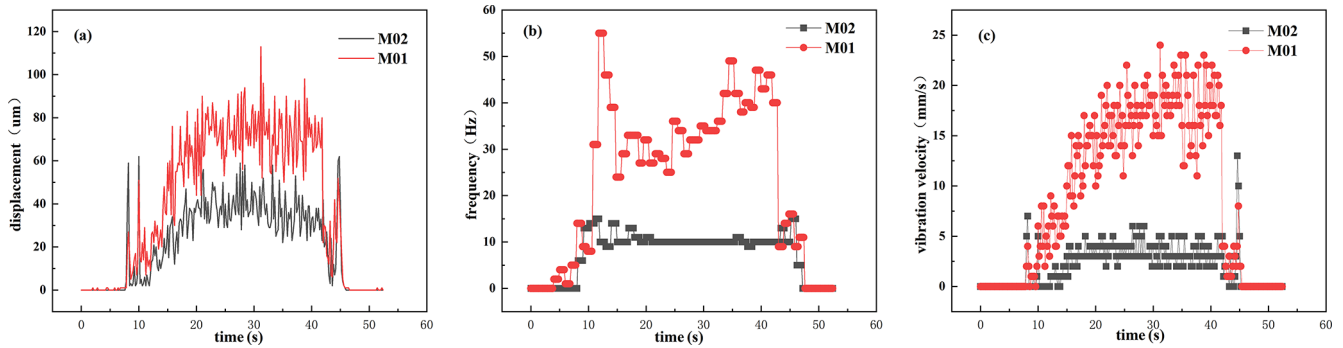 (a)
M02
M01
displacement（um）
120
100
80
60
40
20
0
0 10 20 30 40 50 60
time (s)
(b)
M02
M01
frequency（Hz）
60
50
40
30
20
10
0
0 10 20 30 40 50 60
time (s)
(c)
M02
M01
vibration velocity（mm/s）
25
20
15
10
5
0
0 10 20 30 40 50 60
time (s)